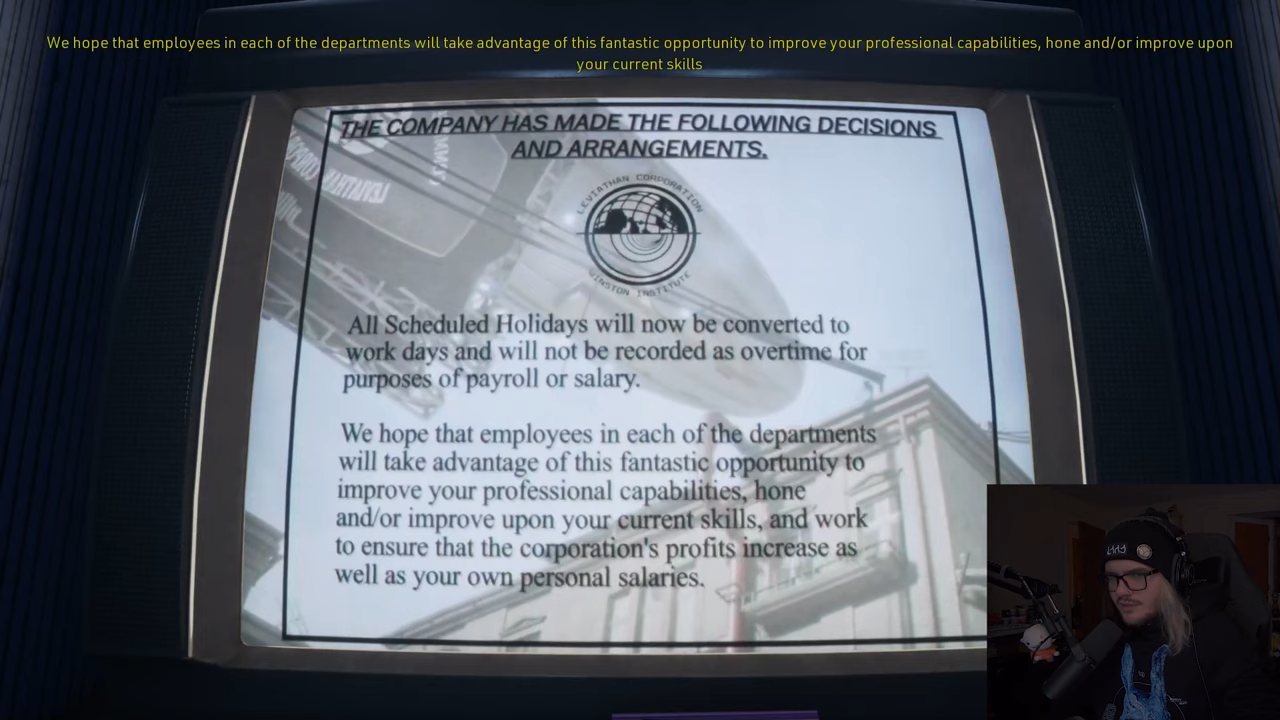 We hope that employees in each of the departments will take advantage of this fantastic opportunity to improve your professional capabilities, hone and/or improve upon
your current skills
THE COMPANY HAS MADE THE FOLLOWING DECISIONS
AND ARRANGEMENTS.
LEVIATHAN CORPORATION
WINSTON INSTITUTE
All Scheduled Holidays will now be converted to
work days and will not be recorded as overtime for
purposes of payroll or salary.
We hope that employees in each of the departments
will take advantage of this fantastic opportunity to
improve your professional capabilities, hone
and/or improve upon your current skills, and work
to ensure that the corporation's profits increase as
well as your own personal salaries.